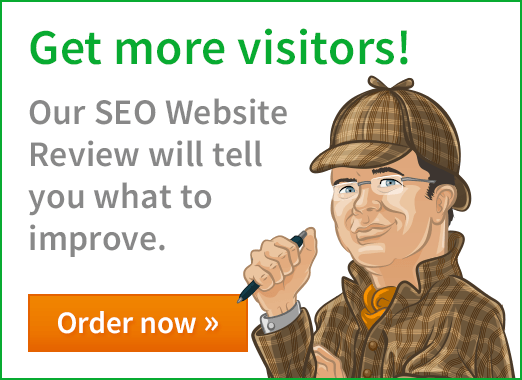 Get more visitors!
Our SEO Website
Review will tell
you what to
improve.
Order now »